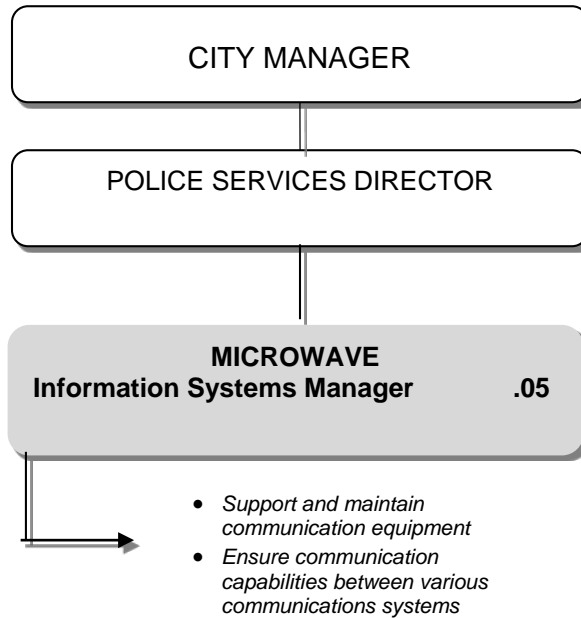 CITY MANAGER
POLICE SERVICES DIRECTOR
MICROWAVE
Information Systems Manager .05
• Support and maintain
communication equipment
• Ensure communication
capabilities between various
communications systems